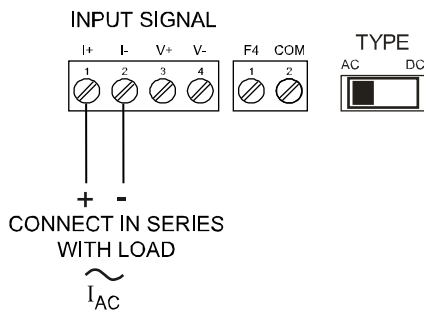 INPUT SIGNAL
I+ I- V+ V- F4 COM
1 2 3 4 1 2
TYPE
AC DC
+ -
CONNECT IN SERIES
WITH LOAD
IAC